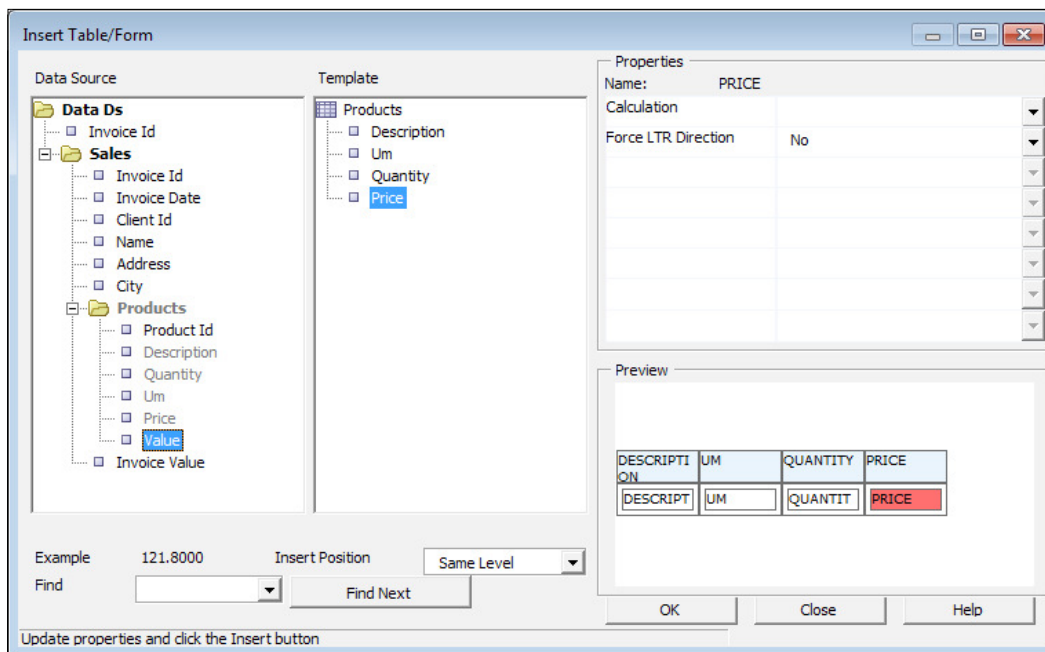 Insert Table/Form
Data Source
Data Ds
Invoice Id
Sales
Invoice Id
Invoice Date
Client Id
Name
Address
City
Products
Product Id
Description
Quantity
Um
Price
Value
Invoice Value
Template
Products
Description
Um
Quantity
Price
Properties
Name: PRICE
Calculation
Force LTR Direction No
Preview
DESCRIPTI UM QUANTITY PRICE
ON
DESCRIPT UM QUANTIT PRICE
Example 121.8000 Insert Position Same Level
Find Find Next
OK Close Help
Update properties and click the Insert button